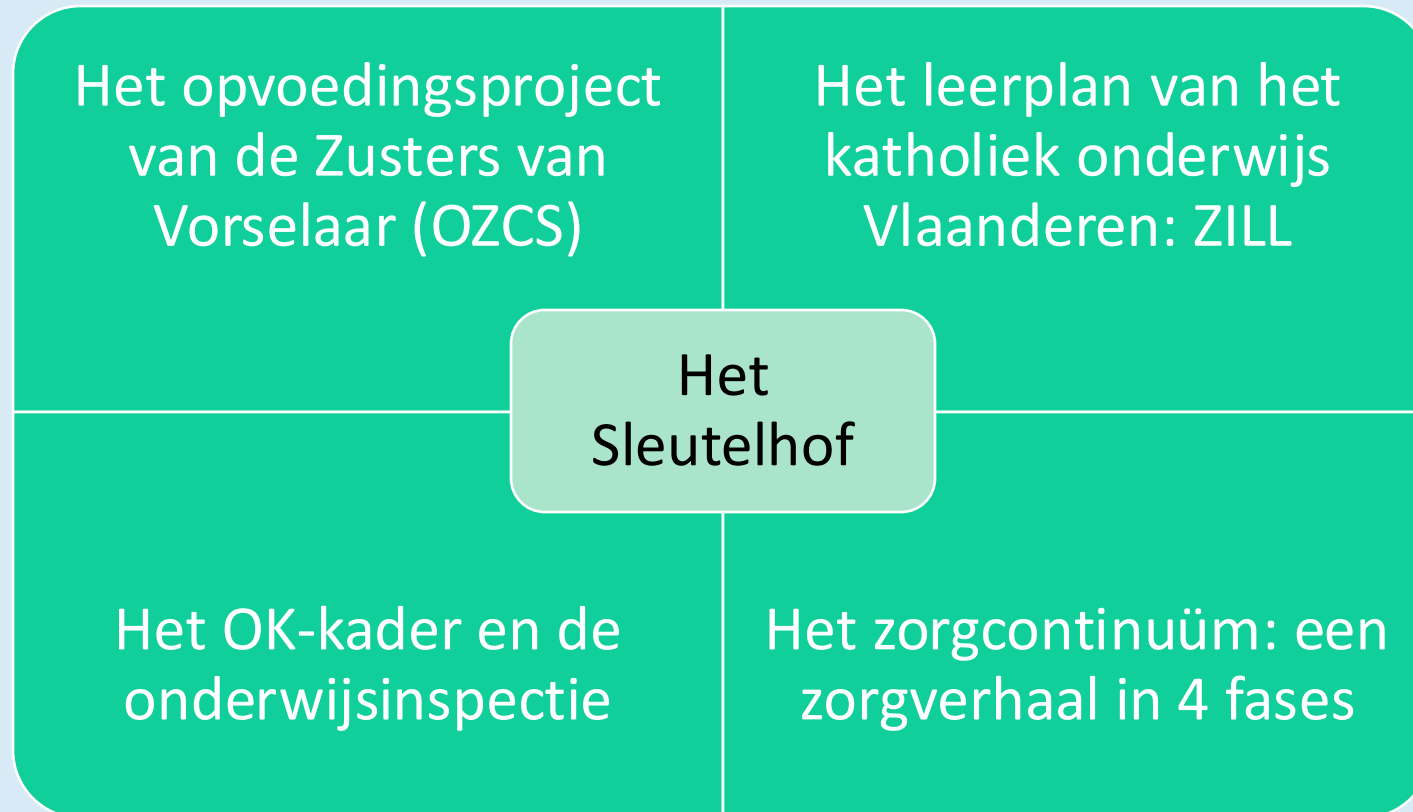 Het opvoedingsproject
van de Zusters van
Vorselaar (OZCS)
Het leerplan van het
katholiek onderwijs
Vlaanderen: ZILL
Het
Sleutelhof
Het OK-kader en de
onderwijsinspectie
Het zorgcontinuüm: een
zorgverhaal in 4 fases